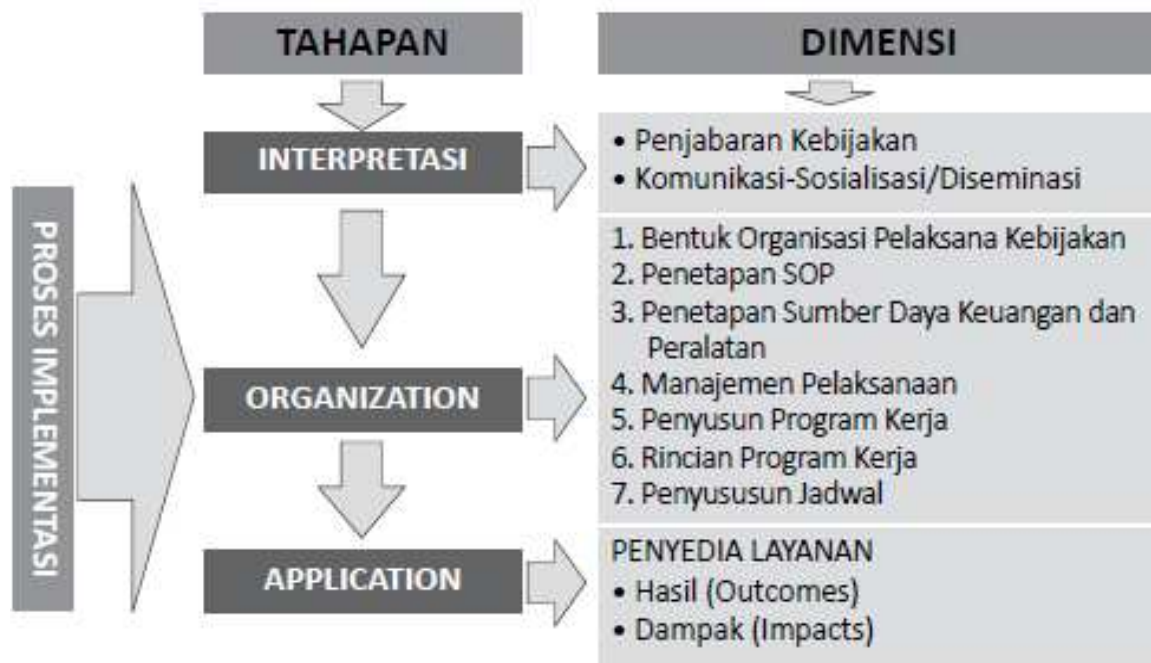 TAHAPAN
DIMENSI
PROSES IMPLEMENTASI
INTERPRETASI
• Penjabaran Kebijakan
• Komunikasi-Sosialisasi/Diseminasi
ORGANIZATION
1. Bentuk Organisasi Pelaksana Kebijakan
2. Penetapan SOP
3. Penetapan Sumber Daya Keuangan dan
Peralatan
4. Manajemen Pelaksanaan
5. Penyusun Program Kerja
6. Rincian Program Kerja
7. Penyususun Jadwal
APPLICATION
PENYEDIA LAYANAN
• Hasil (Outcomes)
• Dampak (Impacts)